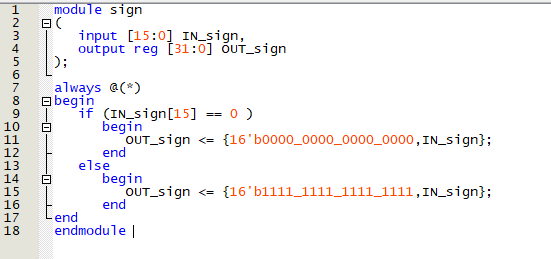 1 module sign
2 (
3 input [15:0] IN_sign,
4 output reg [31:0] OUT_sign
5 );
6
7 always @(*)
8 begin
9 if (IN_sign[15] == 0 )
10 begin
11 OUT_sign <= {16'b0000_0000_0000_0000,IN_sign};
12 end
13 else
14 begin
15 OUT_sign <= {16'b1111_1111_1111_1111,IN_sign};
16 end
17 end
18 endmodule